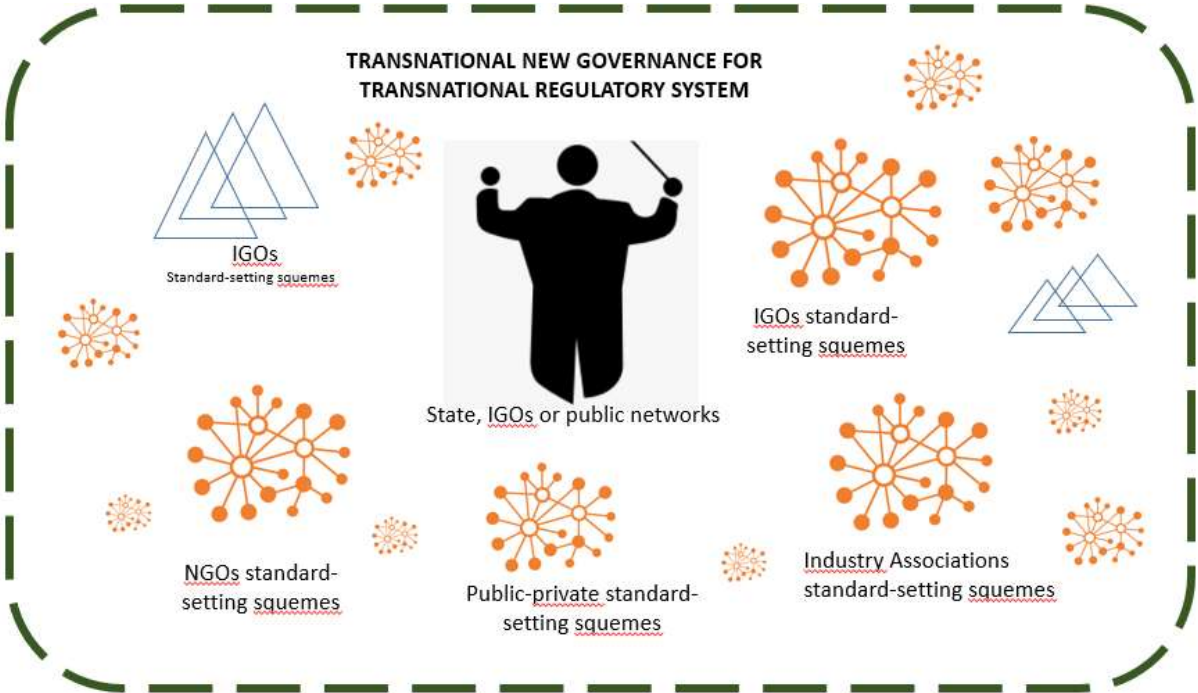 TRANSNATIONAL NEW GOVERNANCE FOR
TRANSNATIONAL REGULATORY SYSTEM
IGOs
Standard-setting squemes
IGOs standard-
setting squemes
State, IGOs or public networks
NGOs standard-
setting squemes
Public-private standard-
setting squemes
Industry Associations
standard-setting squemes